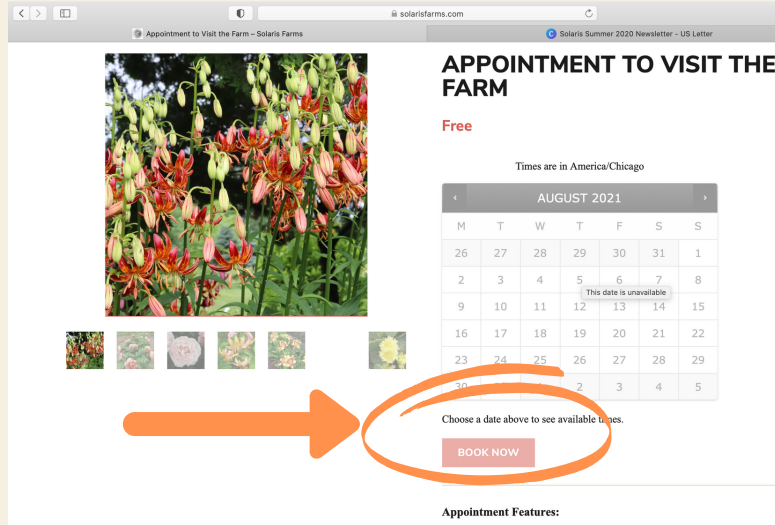 solarisfarms.com
Appointment to Visit the Farm – Solaris Farms
C Solaris Summer 2020 Newsletter - US Letter
APPOINTMENT TO VISIT THE
FARM
Free
Times are in America/Chicago
‹ AUGUST 2021 ›
M T W T F S S
26 27 28 29 30 31 1
2 3 4 5 6 7 8
This date is unavailable
9 10 11 12 13 14 15
16 17 18 19 20 21 22
23 24 25 26 27 28 29
30 2 3 4 5
Choose a date above to see available times.
BOOK NOW
Appointment Features: